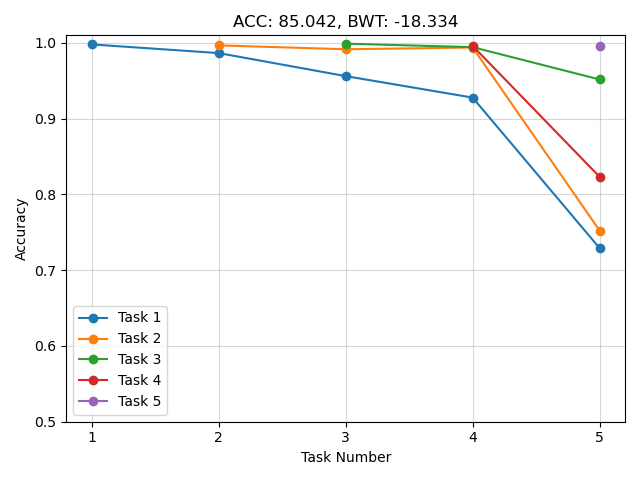 ACC: 85.042, BWT: -18.334
Accuracy
1.0
0.9
0.8
0.7
0.6
0.5
Task 1
Task 2
Task 3
Task 4
Task 5
1 2 3 4 5
Task Number